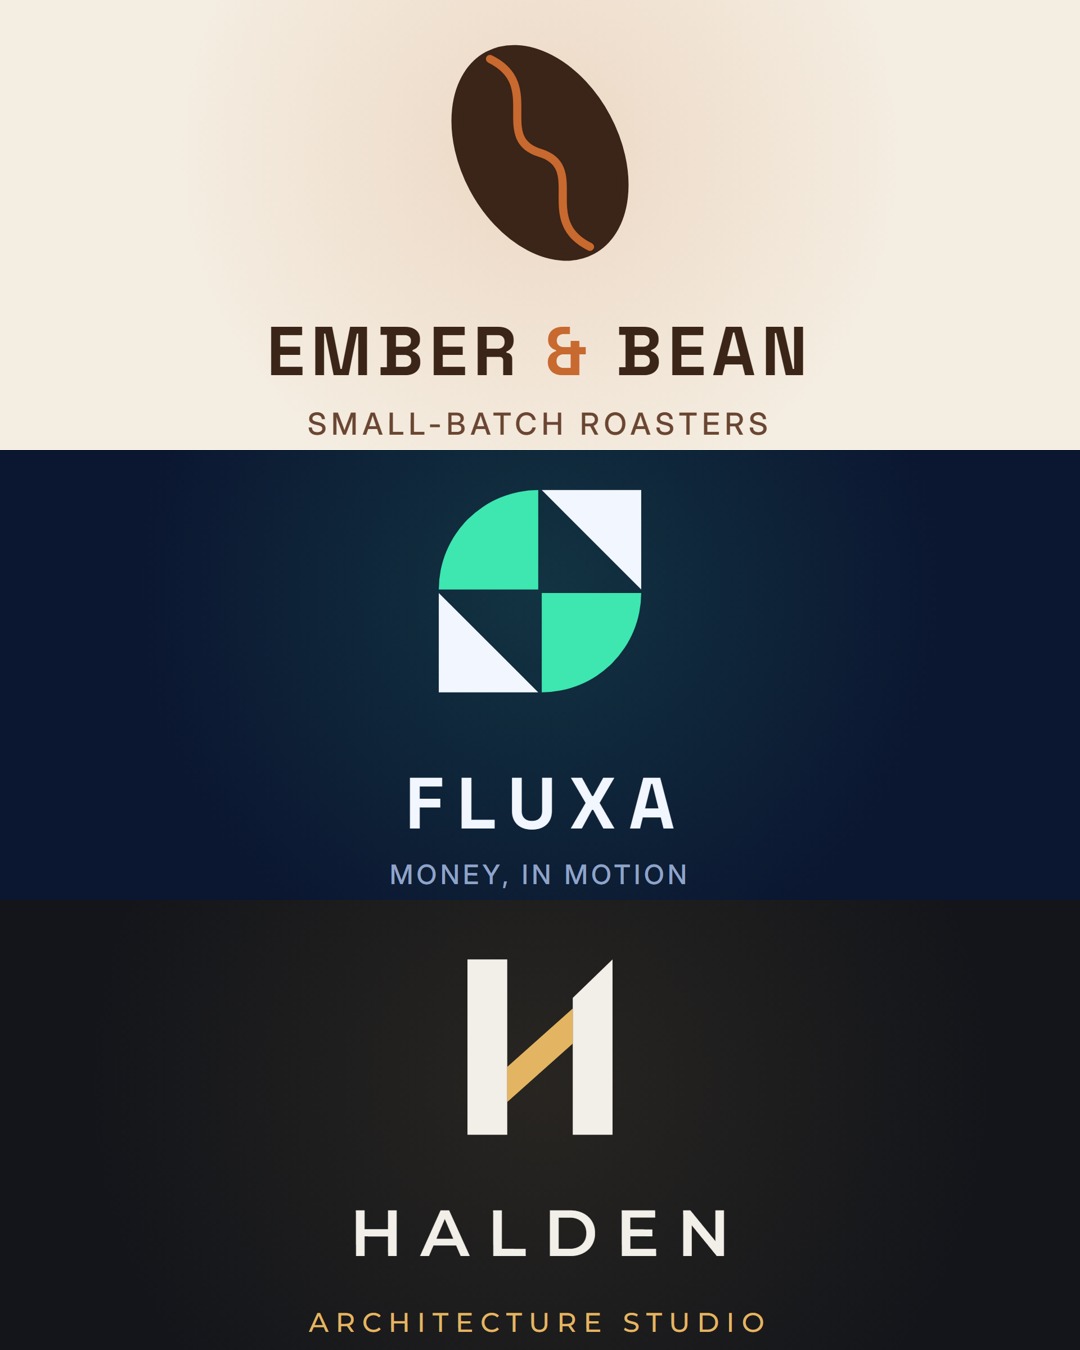 EMBER & BEAN
SMALL-BATCH ROASTERS
FLUXA
MONEY, IN MOTION
HALDEN
ARCHITECTURE STUDIO